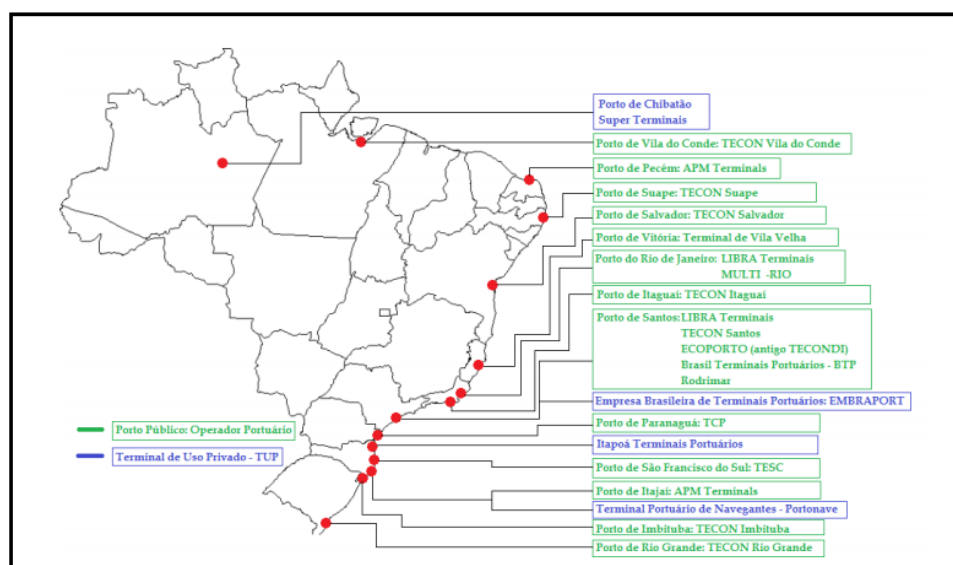 Porto de Chibatão
Super Terminais
Porto de Vila do Conde: TECON Vila do Conde
Porto de Pecém: APM Terminals
Porto de Suape: TECON Suape
Porto de Salvador: TECON Salvador
Porto de Vitória: Terminal de Vila Velha
Porto do Rio de Janeiro: LIBRA Terminais
MULTI -RIO
Porto de Itaguaí: TECON Itaguaí
Porto de Santos:LIBRA Terminais
TECON Santos
ECOPORTO (antigo TECONDI)
Brasil Terminais Portuários - BTP
Rodrimar
Empresa Brasileira de Terminais Portuários: EMBRAPORT
Porto de Paranaguá: TCP
Itapoá Terminais Portuários
Porto de São Francisco do Sul: TESC
Porto de Itajaí: APM Terminals
Terminal Portuário de Navegantes - Portonave
Porto de Imbituba: TECON Imbituba
Porto de Rio Grande: TECON Rio Grande
Porto Público: Operador Portuário
Terminal de Uso Privado - TUP